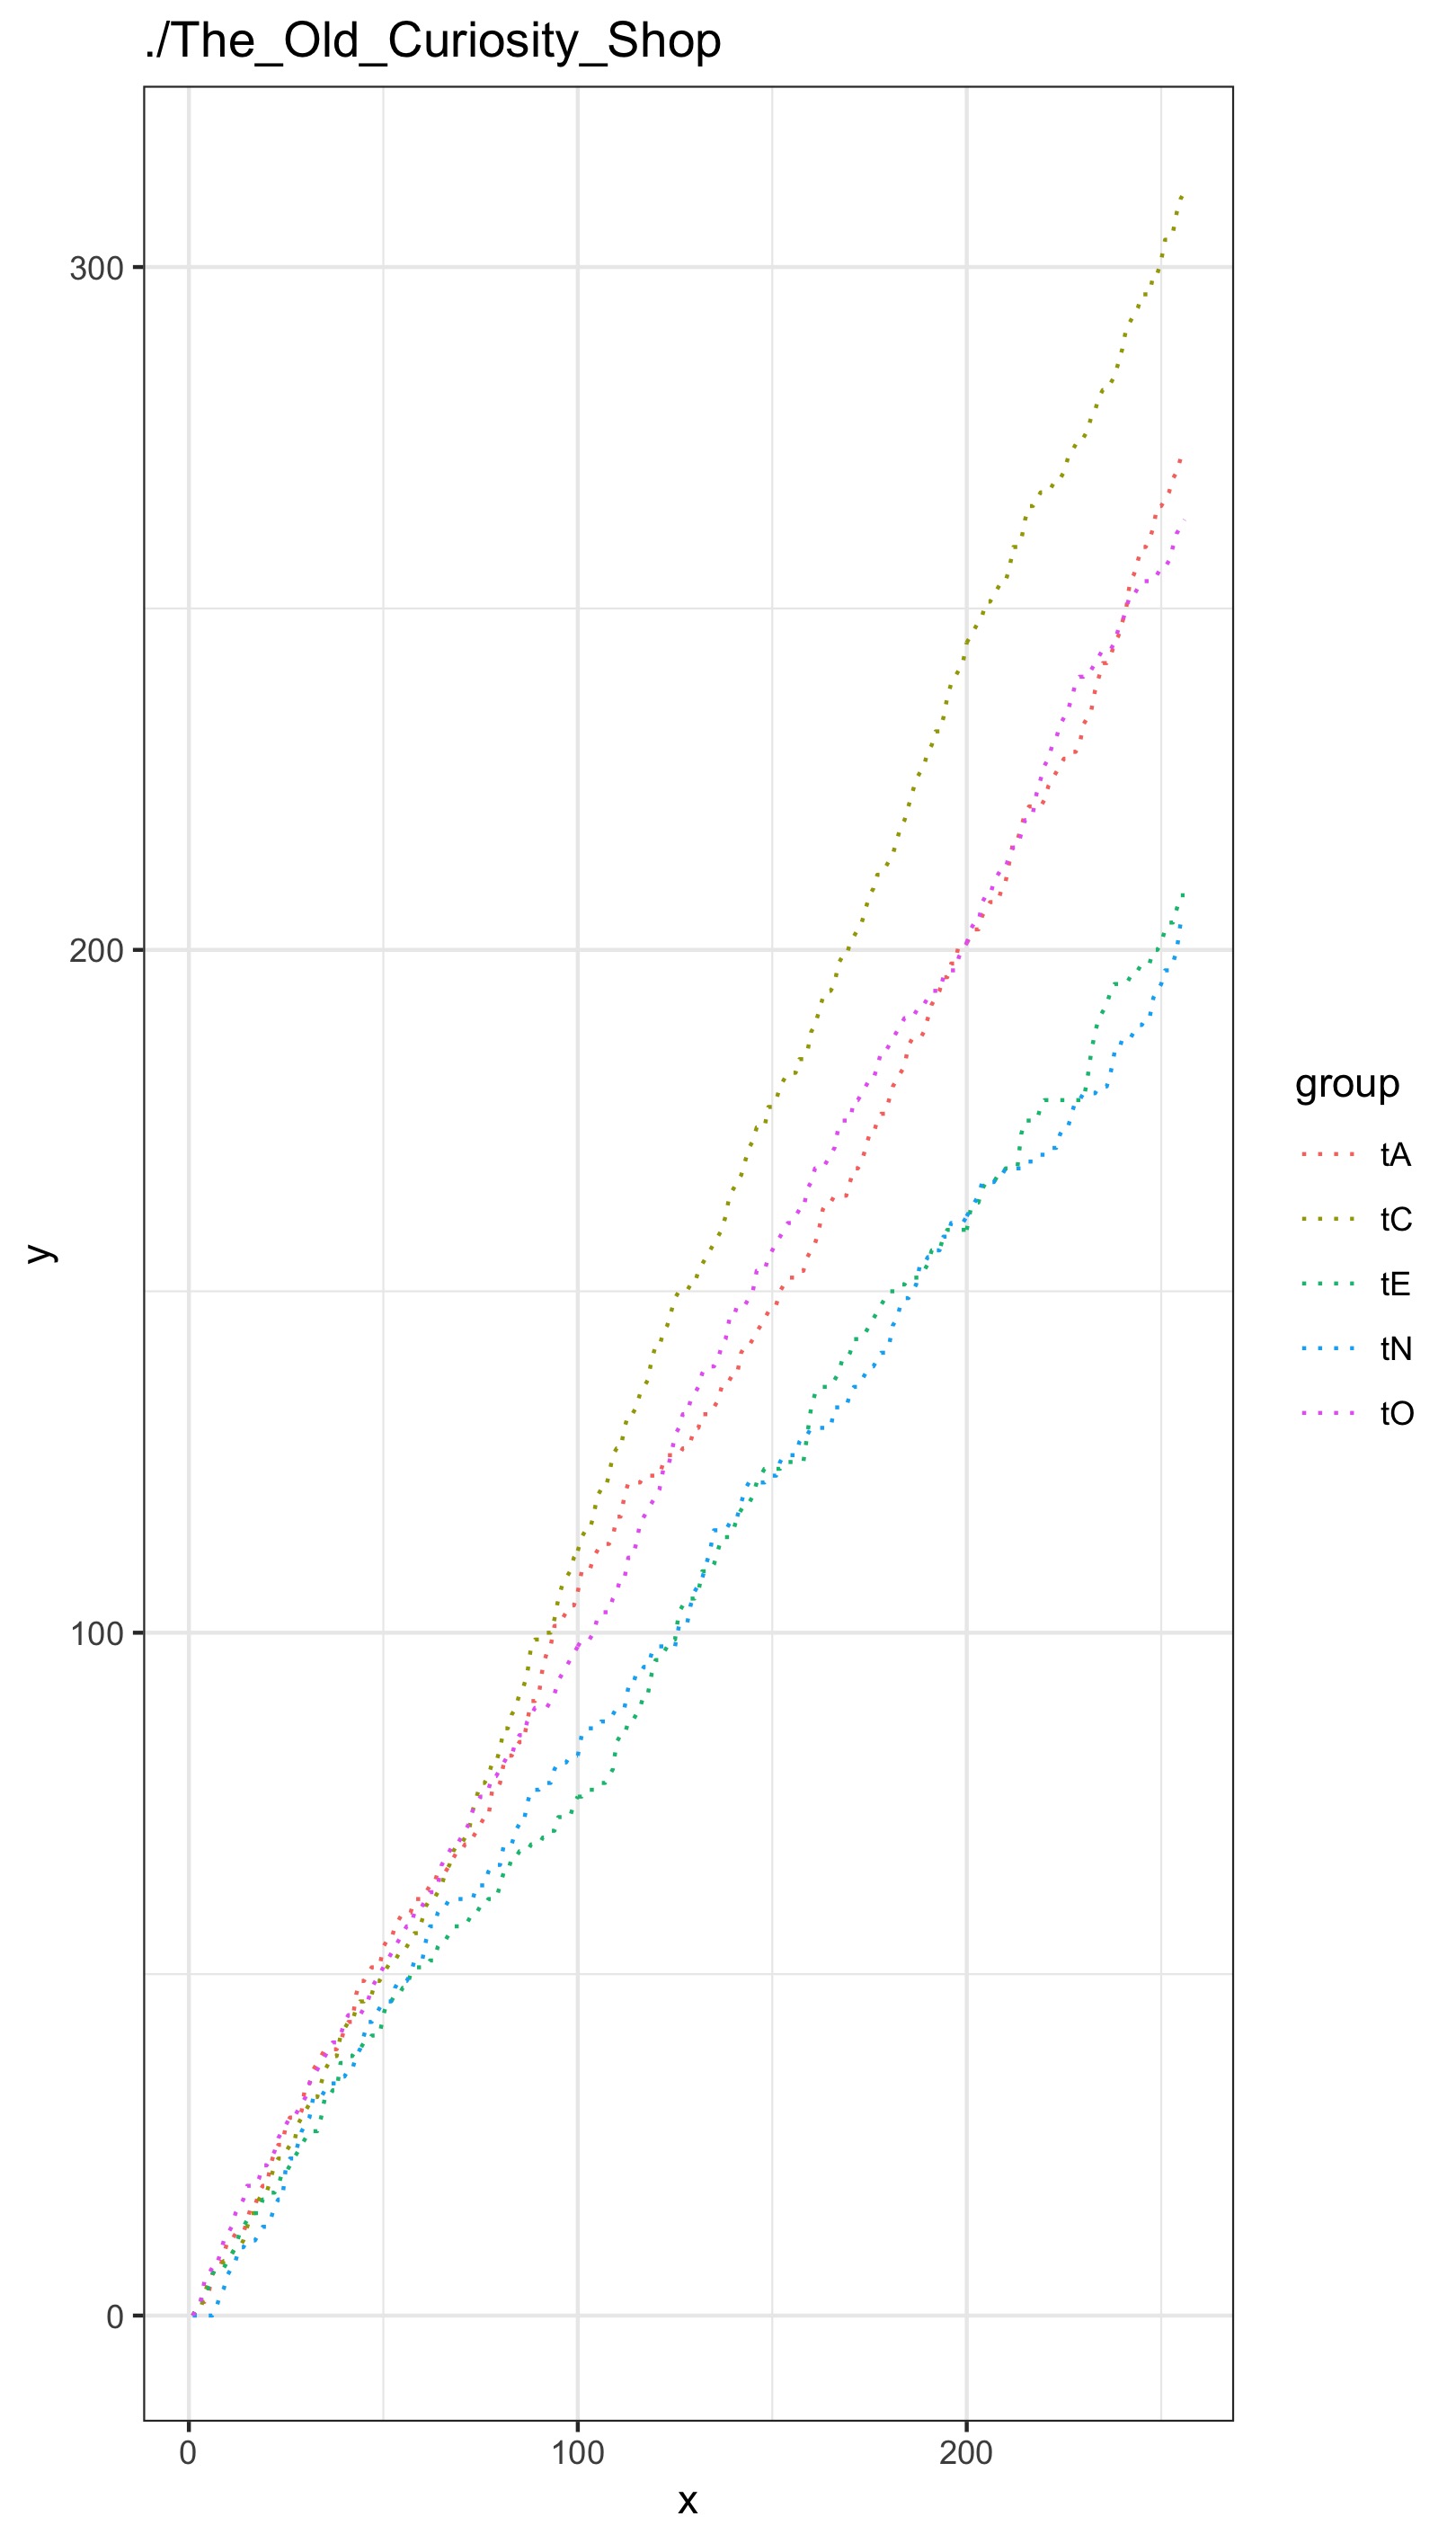 ./The_Old_Curiosity_Shop
300
200
100
0
y
0 100 200
x
group
tA
tC
tE
tN
tO